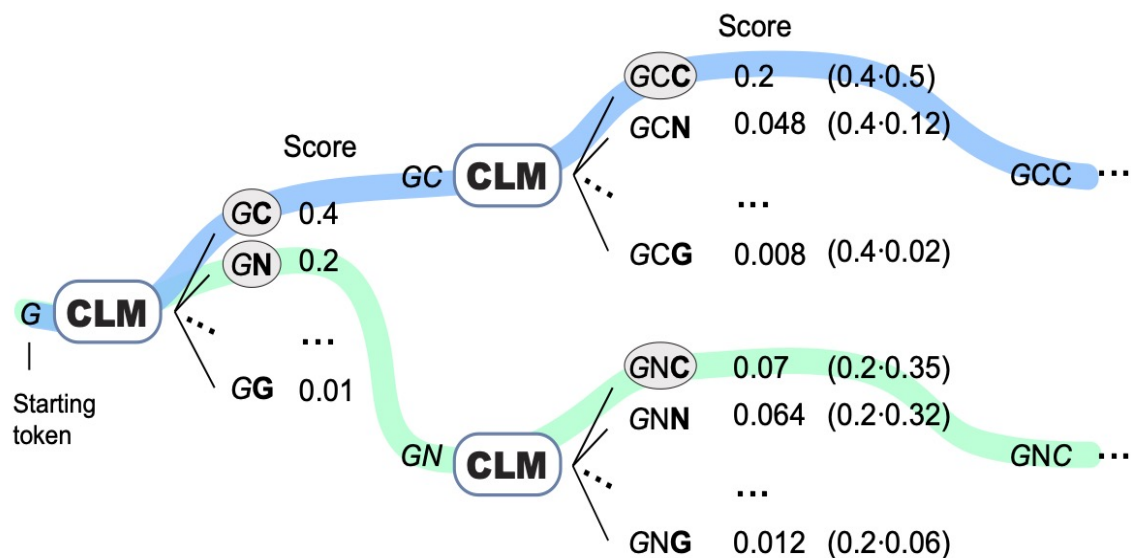 Score
GCC 0.2 (0.4·0.5)
GCN 0.048 (0.4·0.12)
...
GCG 0.008 (0.4·0.02)
GCC ...
Score
GC CLM
GC 0.4
GN 0.2
...
GG 0.01
G CLM
Starting
token
GNC 0.07 (0.2·0.35)
GNN 0.064 (0.2·0.32)
...
GNG 0.012 (0.2·0.06)
GN CLM
GNC ...